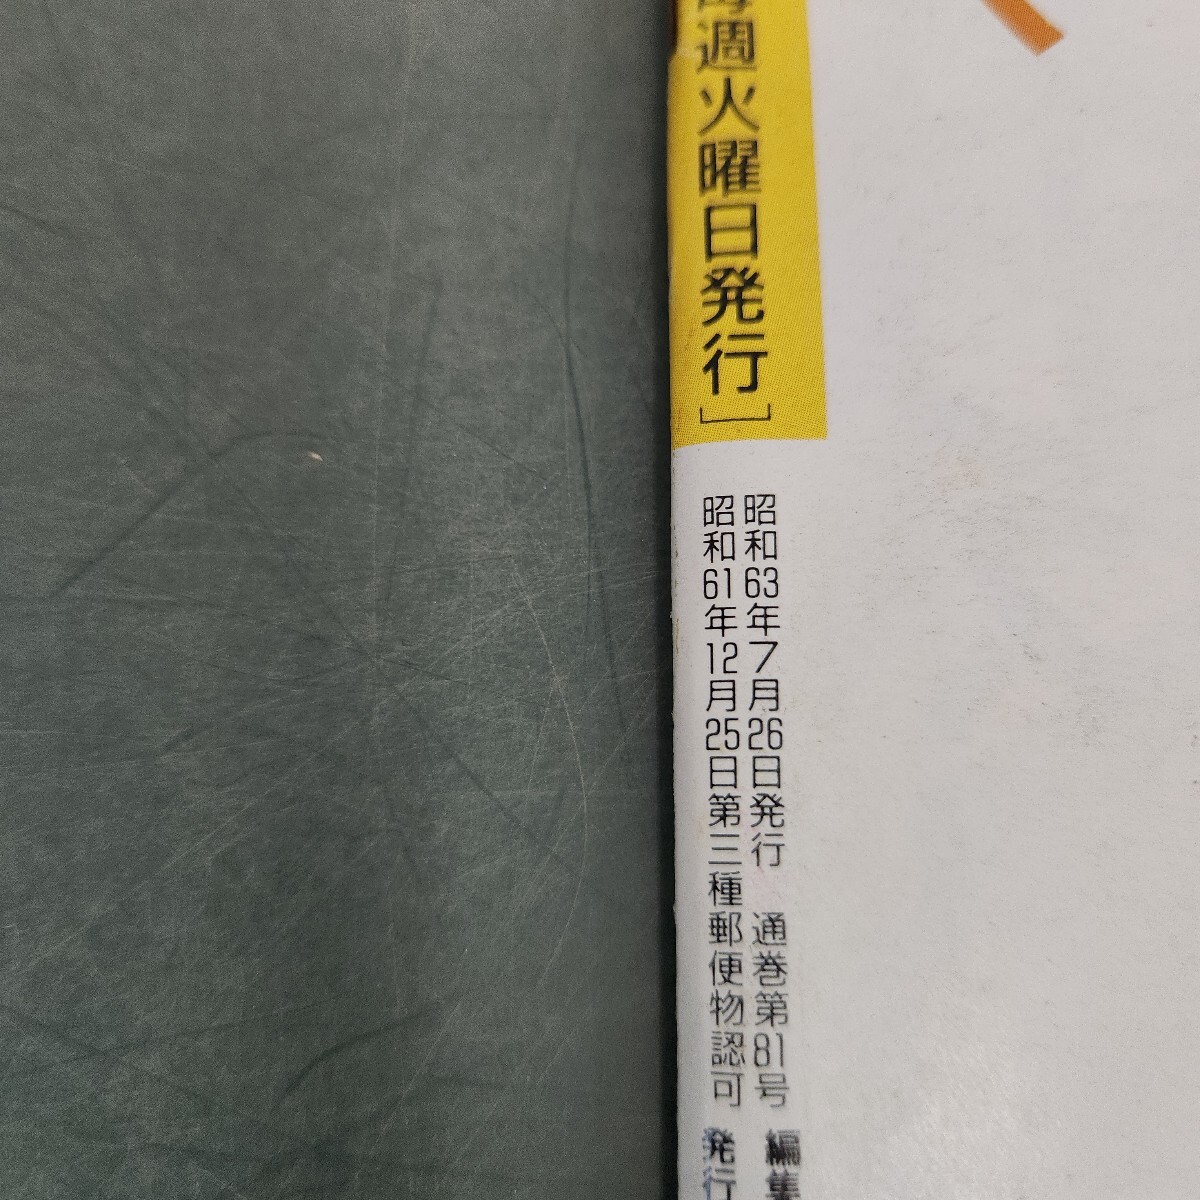 毎週火曜日発行]
昭和63年7月26日発行 通巻第81号 編集
昭和61年12月25日第三種郵便物認可 発行